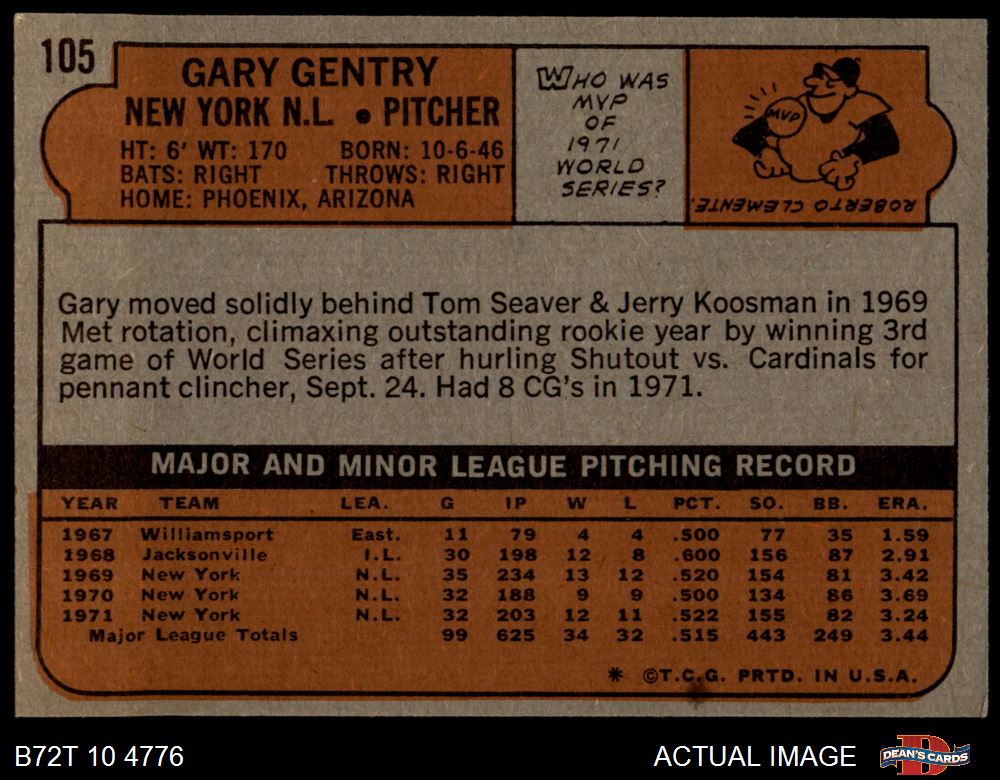 105
GARY GENTRY
NEW YORK N.L. • PITCHER
HT: 6' WT: 170 BORN: 10-6-46
BATS: RIGHT THROWS: RIGHT
HOME: PHOENIX, ARIZONA
WHO WAS
MVP
OF
1971
WORLD
SERIES?
MVP
ROBERTO CLEMENTE.
Gary moved solidly behind Tom Seaver & Jerry Koosman in 1969
Met rotation, climaxing outstanding rookie year by winning 3rd
game of World Series after hurling Shutout vs. Cardinals for
pennant clincher, Sept. 24. Had 8 CG's in 1971.
MAJOR AND MINOR LEAGUE PITCHING RECORD
YEAR TEAM LEA. G IP W L PCT. SO. BB. ERA.
1967 Williamsport East. 11 79 4 4 .500 77 35 1.59
1968 Jacksonville I.L. 30 198 12 8 .600 156 87 2.91
1969 New York N.L. 35 234 13 12 .520 154 81 3.42
1970 New York N.L. 32 188 9 9 .500 134 86 3.69
1971 New York N.L. 32 203 12 11 .522 155 82 3.24
Major League Totals 99 625 34 32 .515 443 249 3.44
* ©T.C.G. PRTD. IN U.S.A.
B72T 10 4776
ACTUAL IMAGE
DEAN'S CARDS